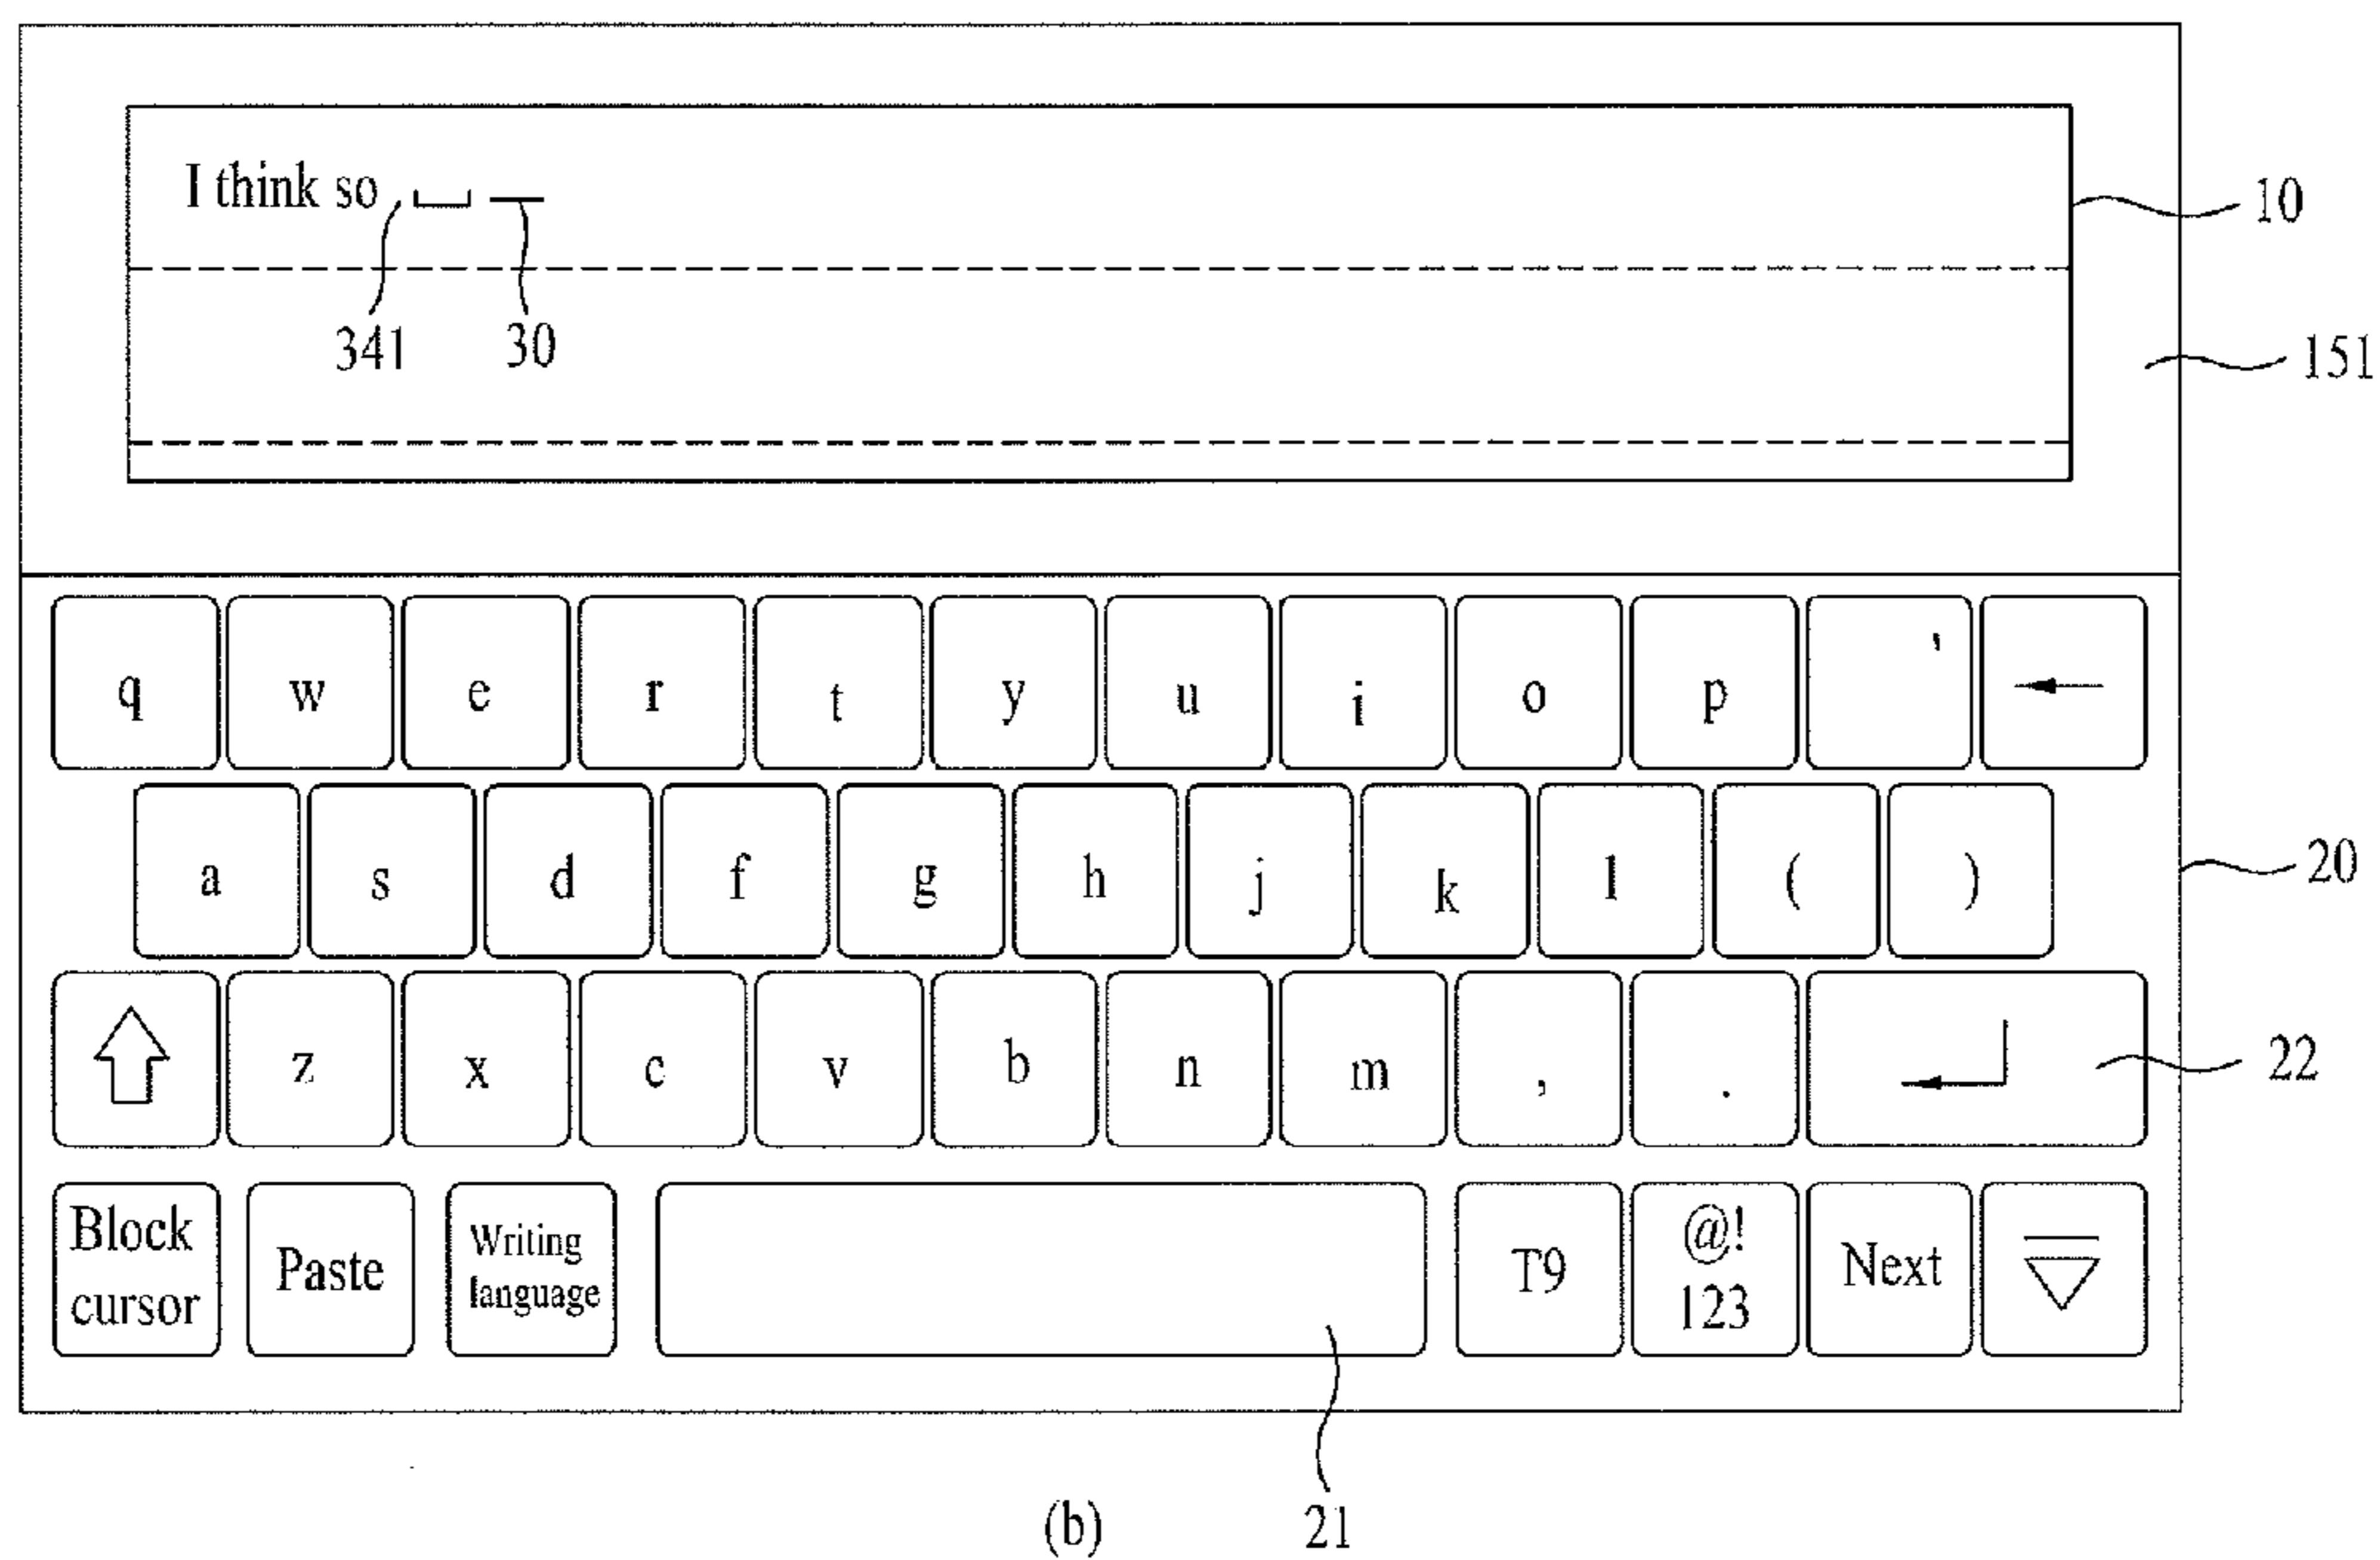 I think so
10
341 30
151
q w e r t y u i o p '
a s d f g h j k l ( )
20
z x c v b n m , .
22
Block cursor Paste Writing language T9 @! 123 Next
21
(b)